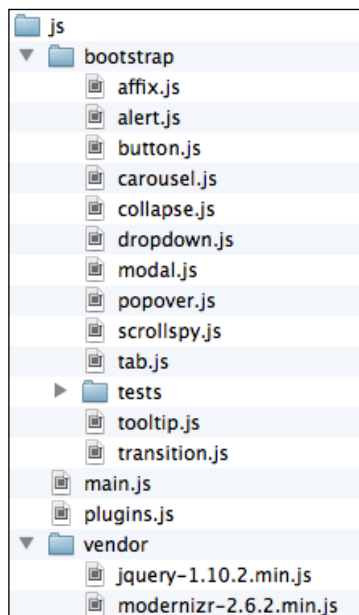 js
bootstrap
affix.js
alert.js
button.js
carousel.js
collapse.js
dropdown.js
modal.js
popover.js
scrollspy.js
tab.js
tests
tooltip.js
transition.js
main.js
plugins.js
vendor
jquery-1.10.2.min.js
modernizr-2.6.2.min.js